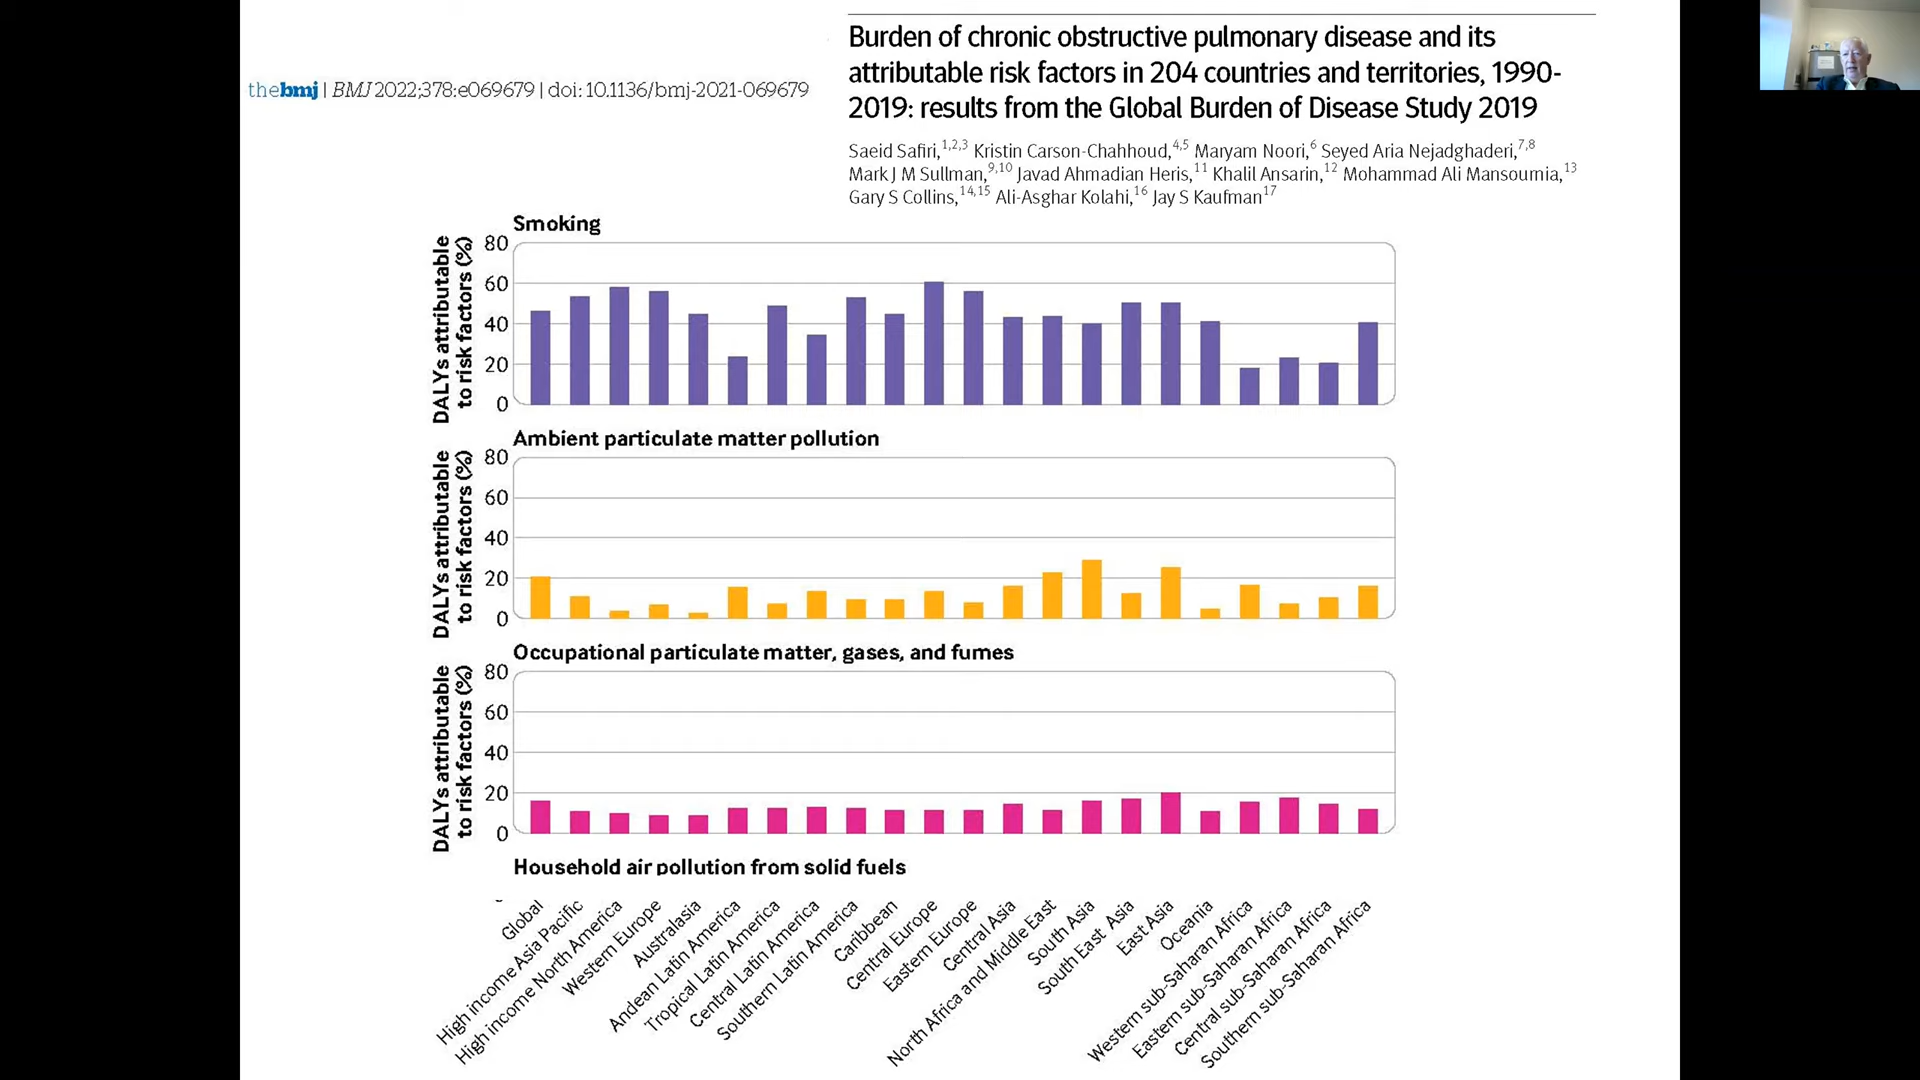 thebmj | BMJ 2022;378:e069679 | doi: 10.1136/bmj-2021-069679
Burden of chronic obstructive pulmonary disease and its
attributable risk factors in 204 countries and territories, 1990-
2019: results from the Global Burden of Disease Study 2019
Saeid Safiri,1,2,3 Kristin Carson-Chahhoud,4,5 Maryam Noori,6 Seyed Aria Nejadghaderi,7,8
Mark J M Sullman,9,10 Javad Ahmadian Heris,11 Khalil Ansarin,12 Mohammad Ali Mansournia,13
Gary S Collins,14,15 Ali-Asghar Kolahi,16 Jay S Kaufman17
Smoking
DALYs attributable
to risk factors (%)
80
60
40
20
0
Ambient particulate matter pollution
DALYs attributable
to risk factors (%)
80
60
40
20
0
Occupational particulate matter, gases, and fumes
DALYs attributable
to risk factors (%)
80
60
40
20
0
Household air pollution from solid fuels
Global
High income Asia Pacific
High income North America
Western Europe
Australasia
Andean Latin America
Tropical Latin America
Central Latin America
Southern Latin America
Caribbean
Central Europe
Eastern Europe
Central Asia
North Africa and Middle East
South Asia
South East Asia
East Asia
Oceania
Western sub-Saharan Africa
Eastern sub-Saharan Africa
Central sub-Saharan Africa
Southern sub-Saharan Africa